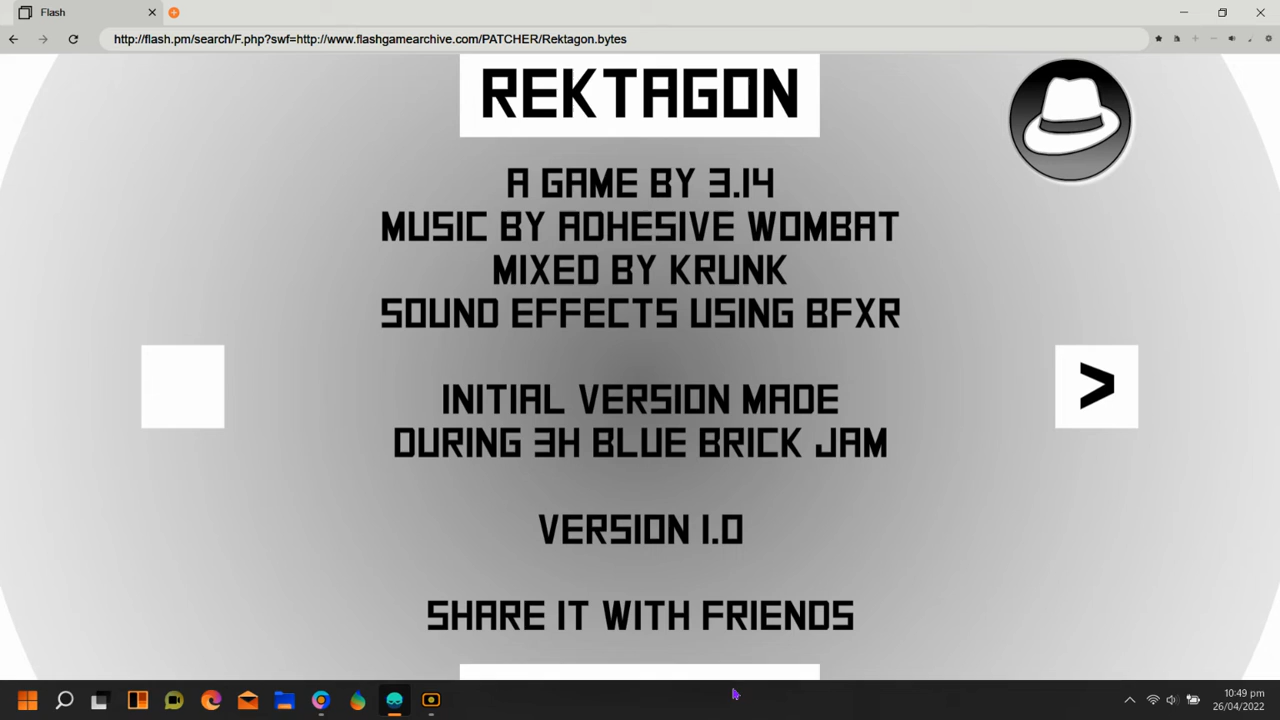 Flash
http://flash.pm/search/F.php?swf=http://www.flashgamearchive.com/PATCHER/Rektagon.bytes
REKTAGON
A GAME BY 3.14
MUSIC BY ADHESIVE WOMBAT
MIXED BY KRUNK
SOUND EFFECTS USING BFXR
>
INITIAL VERSION MADE
DURING 3H BLUE BRICK JAM
VERSION 1.0
SHARE IT WITH FRIENDS
10:49 pm
26/04/2022